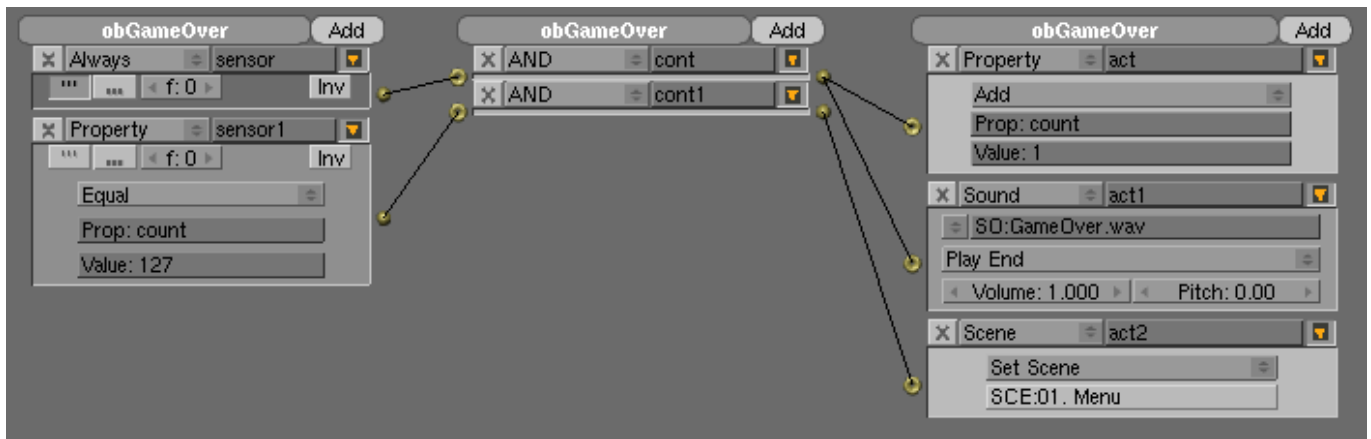 obGameOver Add
Always sensor
f: 0 Inv
Property sensor1
f: 0 Inv
Equal
Prop: count
Value: 127
obGameOver Add
AND cont
AND cont1
obGameOver Add
Property act
Add
Prop: count
Value: 1
Sound act1
SO:GameOver.wav
Play End
Volume: 1.000 Pitch: 0.00
Scene act2
Set Scene
SCE:01. Menu